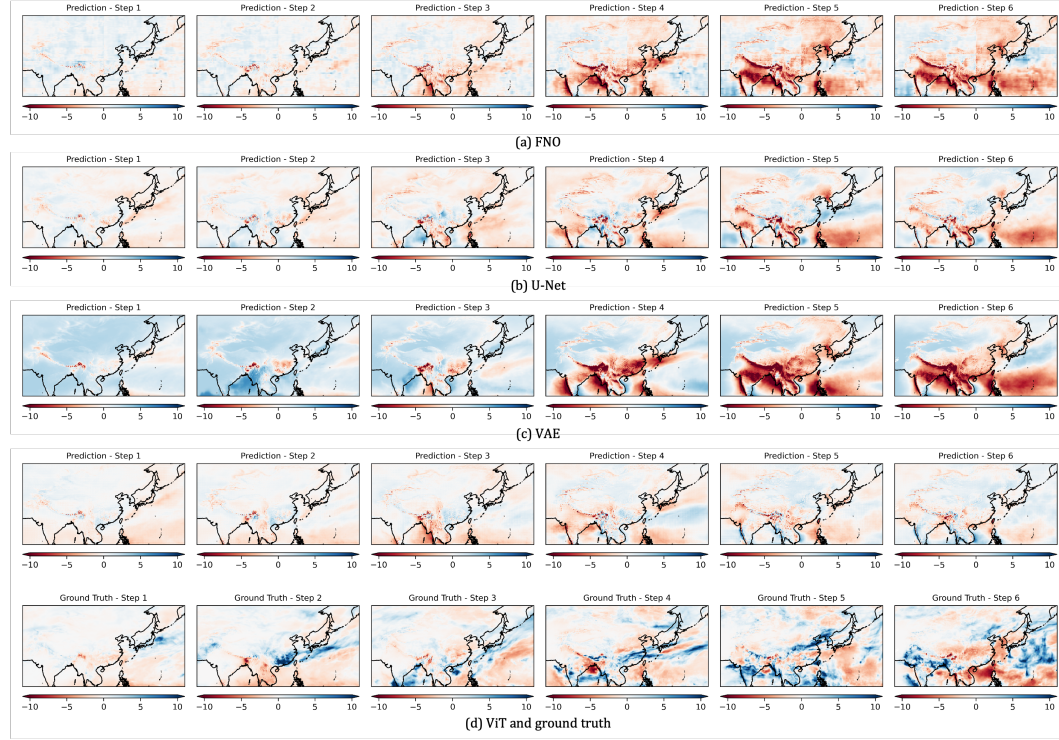 Prediction - Step 1 Prediction - Step 2 Prediction - Step 3 Prediction - Step 4 Prediction - Step 5 Prediction - Step 6
−10 −5 0 5 10 −10 −5 0 5 10 −10 −5 0 5 10 −10 −5 0 5 10 −10 −5 0 5 10 −10 −5 0 5 10
(a) FNO
Prediction - Step 1 Prediction - Step 2 Prediction - Step 3 Prediction - Step 4 Prediction - Step 5 Prediction - Step 6
−10 −5 0 5 10 −10 −5 0 5 10 −10 −5 0 5 10 −10 −5 0 5 10 −10 −5 0 5 10 −10 −5 0 5 10
(b) U-Net
Prediction - Step 1 Prediction - Step 2 Prediction - Step 3 Prediction - Step 4 Prediction - Step 5 Prediction - Step 6
−10 −5 0 5 10 −10 −5 0 5 10 −10 −5 0 5 10 −10 −5 0 5 10 −10 −5 0 5 10 −10 −5 0 5 10
(c) VAE
Prediction - Step 1 Prediction - Step 2 Prediction - Step 3 Prediction - Step 4 Prediction - Step 5 Prediction - Step 6
−10 −5 0 5 10 −10 −5 0 5 10 −10 −5 0 5 10 −10 −5 0 5 10 −10 −5 0 5 10 −10 −5 0 5 10
Ground Truth - Step 1 Ground Truth - Step 2 Ground Truth - Step 3 Ground Truth - Step 4 Ground Truth - Step 5 Ground Truth - Step 6
−10 −5 0 5 10 −10 −5 0 5 10 −10 −5 0 5 10 −10 −5 0 5 10 −10 −5 0 5 10 −10 −5 0 5 10
(d) ViT and ground truth